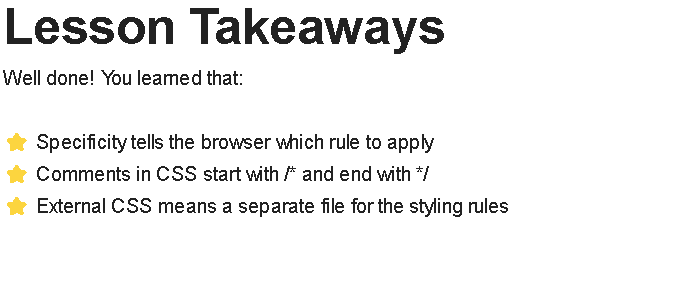 Lesson Takeaways
Well done! You learned that:
Specificity tells the browser which rule to apply
Comments in CSS start with /* and end with */
External CSS means a separate file for the styling rules